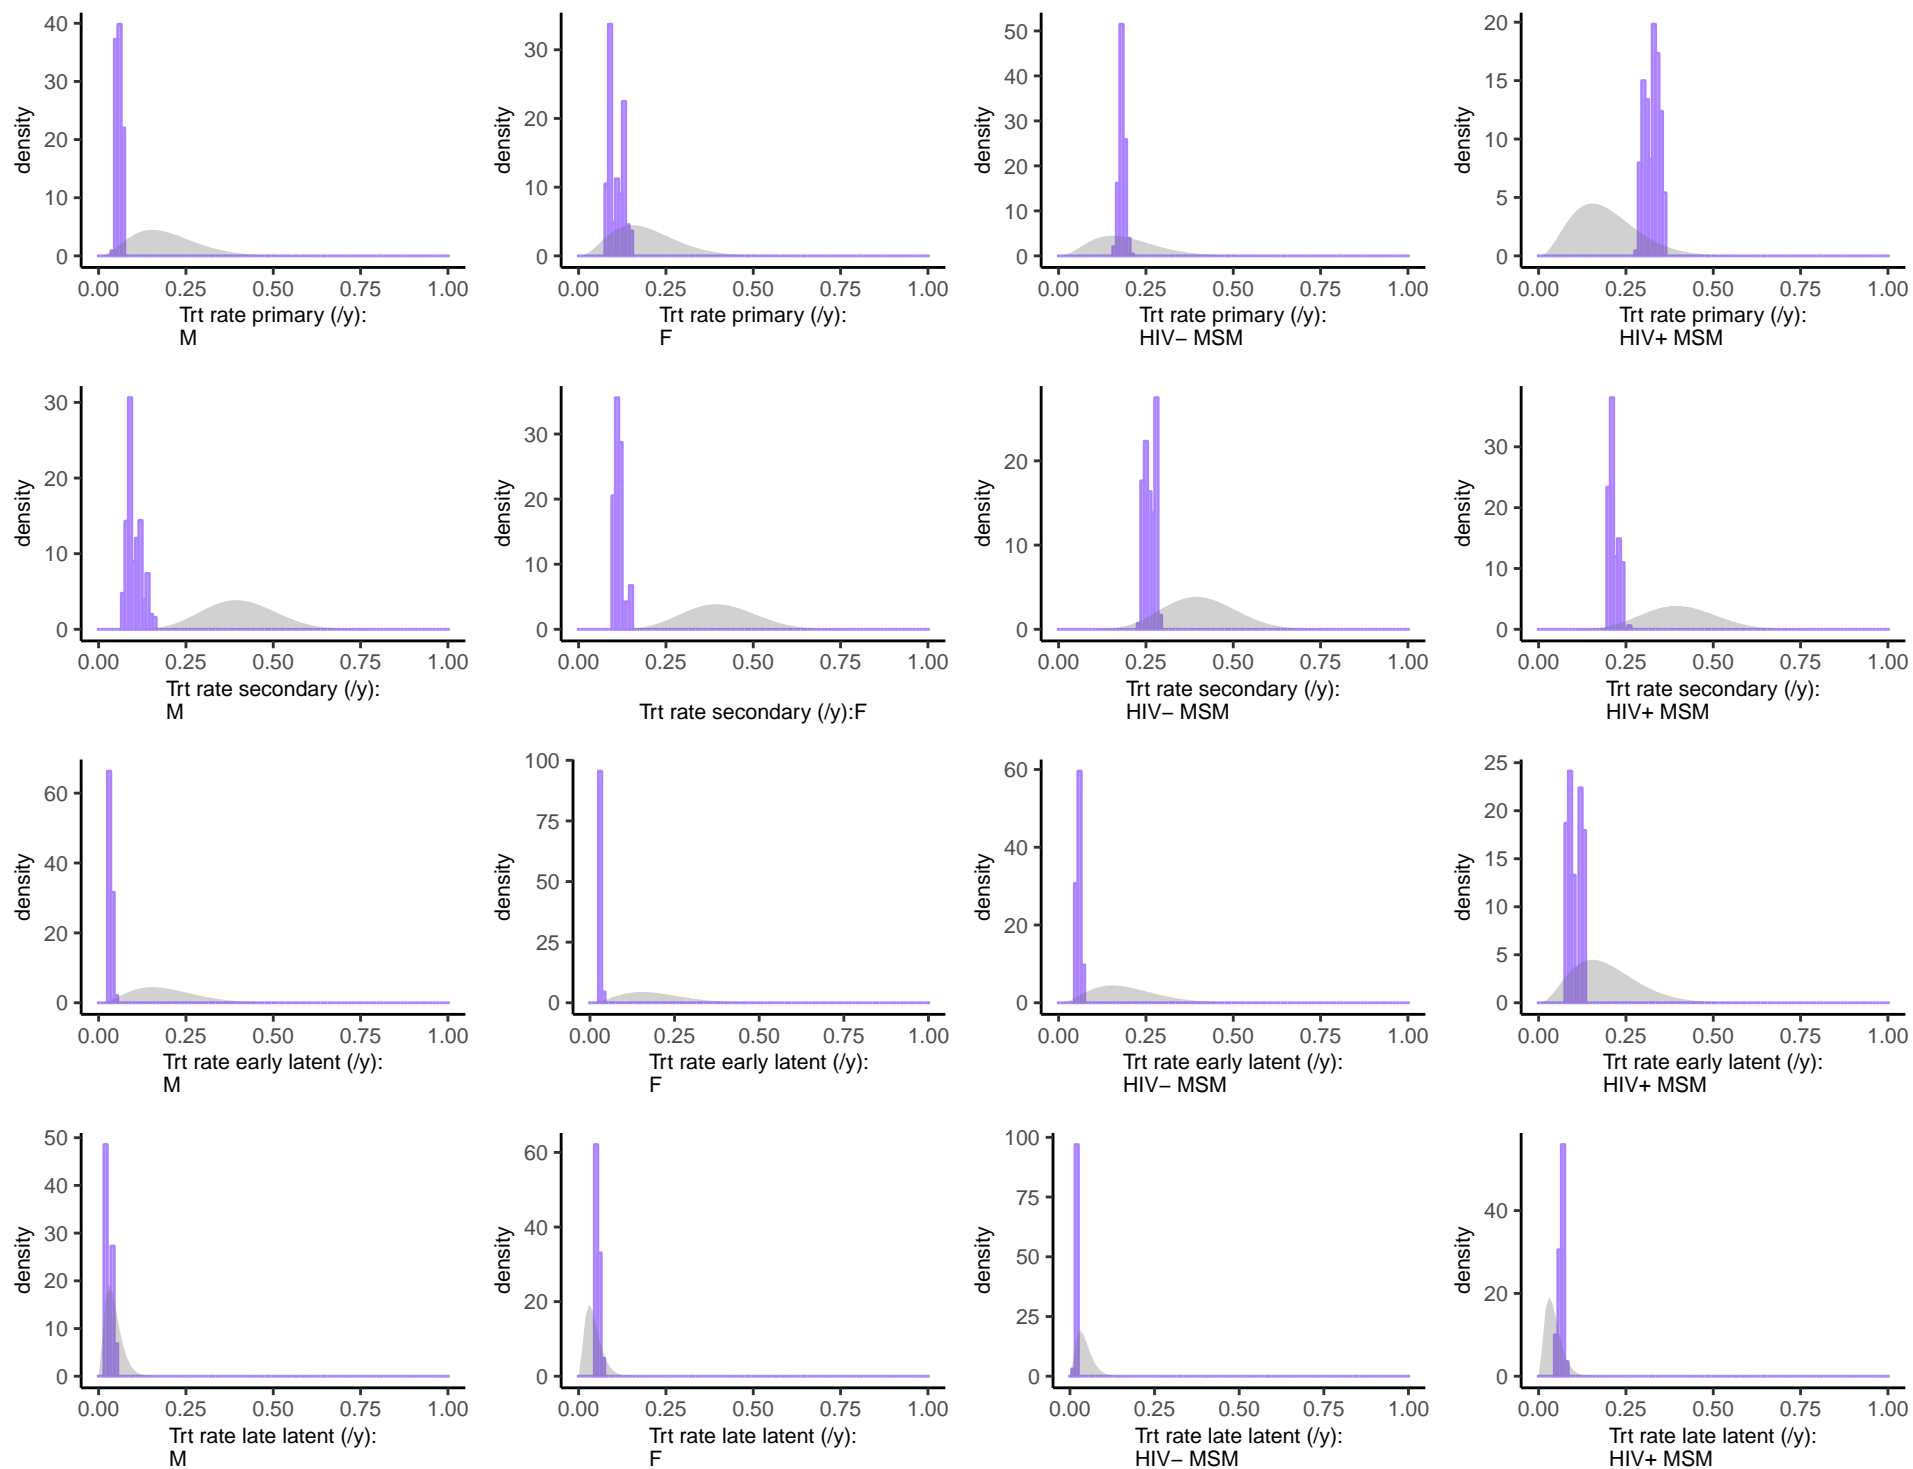 40
30
20
10
0
density
0.00 0.25 0.50 0.75 1.00
Trt rate primary (/y):
M
30
20
10
0
density
0.00 0.25 0.50 0.75 1.00
Trt rate primary (/y):
F
50
40
30
20
10
0
density
0.00 0.25 0.50 0.75 1.00
Trt rate primary (/y):
HIV− MSM
20
15
10
5
0
density
0.00 0.25 0.50 0.75 1.00
Trt rate primary (/y):
HIV+ MSM
30
20
10
0
density
0.00 0.25 0.50 0.75 1.00
Trt rate secondary (/y):
M
30
20
10
0
density
0.00 0.25 0.50 0.75 1.00
Trt rate secondary (/y):F
20
10
0
density
0.00 0.25 0.50 0.75 1.00
Trt rate secondary (/y):
HIV− MSM
30
20
10
0
density
0.00 0.25 0.50 0.75 1.00
Trt rate secondary (/y):
HIV+ MSM
60
40
20
0
density
0.00 0.25 0.50 0.75 1.00
Trt rate early latent (/y):
M
100
75
50
25
0
density
0.00 0.25 0.50 0.75 1.00
Trt rate early latent (/y):
F
60
40
20
0
density
0.00 0.25 0.50 0.75 1.00
Trt rate early latent (/y):
HIV− MSM
25
20
15
10
5
0
density
0.00 0.25 0.50 0.75 1.00
Trt rate early latent (/y):
HIV+ MSM
50
40
30
20
10
0
density
0.00 0.25 0.50 0.75 1.00
Trt rate late latent (/y):
M
60
40
20
0
density
0.00 0.25 0.50 0.75 1.00
Trt rate late latent (/y):
F
100
75
50
25
0
density
0.00 0.25 0.50 0.75 1.00
Trt rate late latent (/y):
HIV− MSM
40
20
0
density
0.00 0.25 0.50 0.75 1.00
Trt rate late latent (/y):
HIV+ MSM